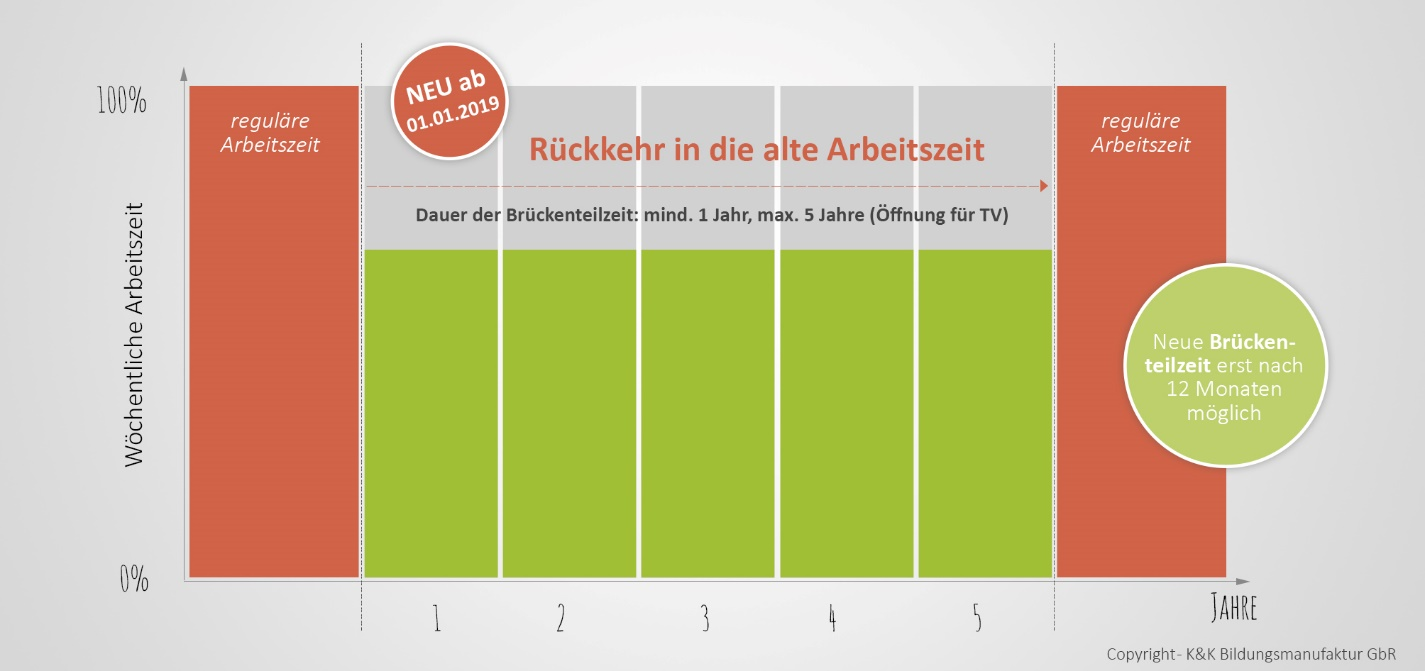 100%
reguläre
Arbeitszeit
NEU ab
01.01.2019
Rückkehr in die alte Arbeitszeit
Dauer der Brückenteilzeit: mind. 1 Jahr, max. 5 Jahre (Öffnung für TV)
reguläre
Arbeitszeit
Wöchentliche Arbeitszeit
Neue Brücken-
teilzeit erst nach
12 Monaten
möglich
0%
1 2 3 4 5
JAHRE
Copyright- K&K Bildungsmanufaktur GbR